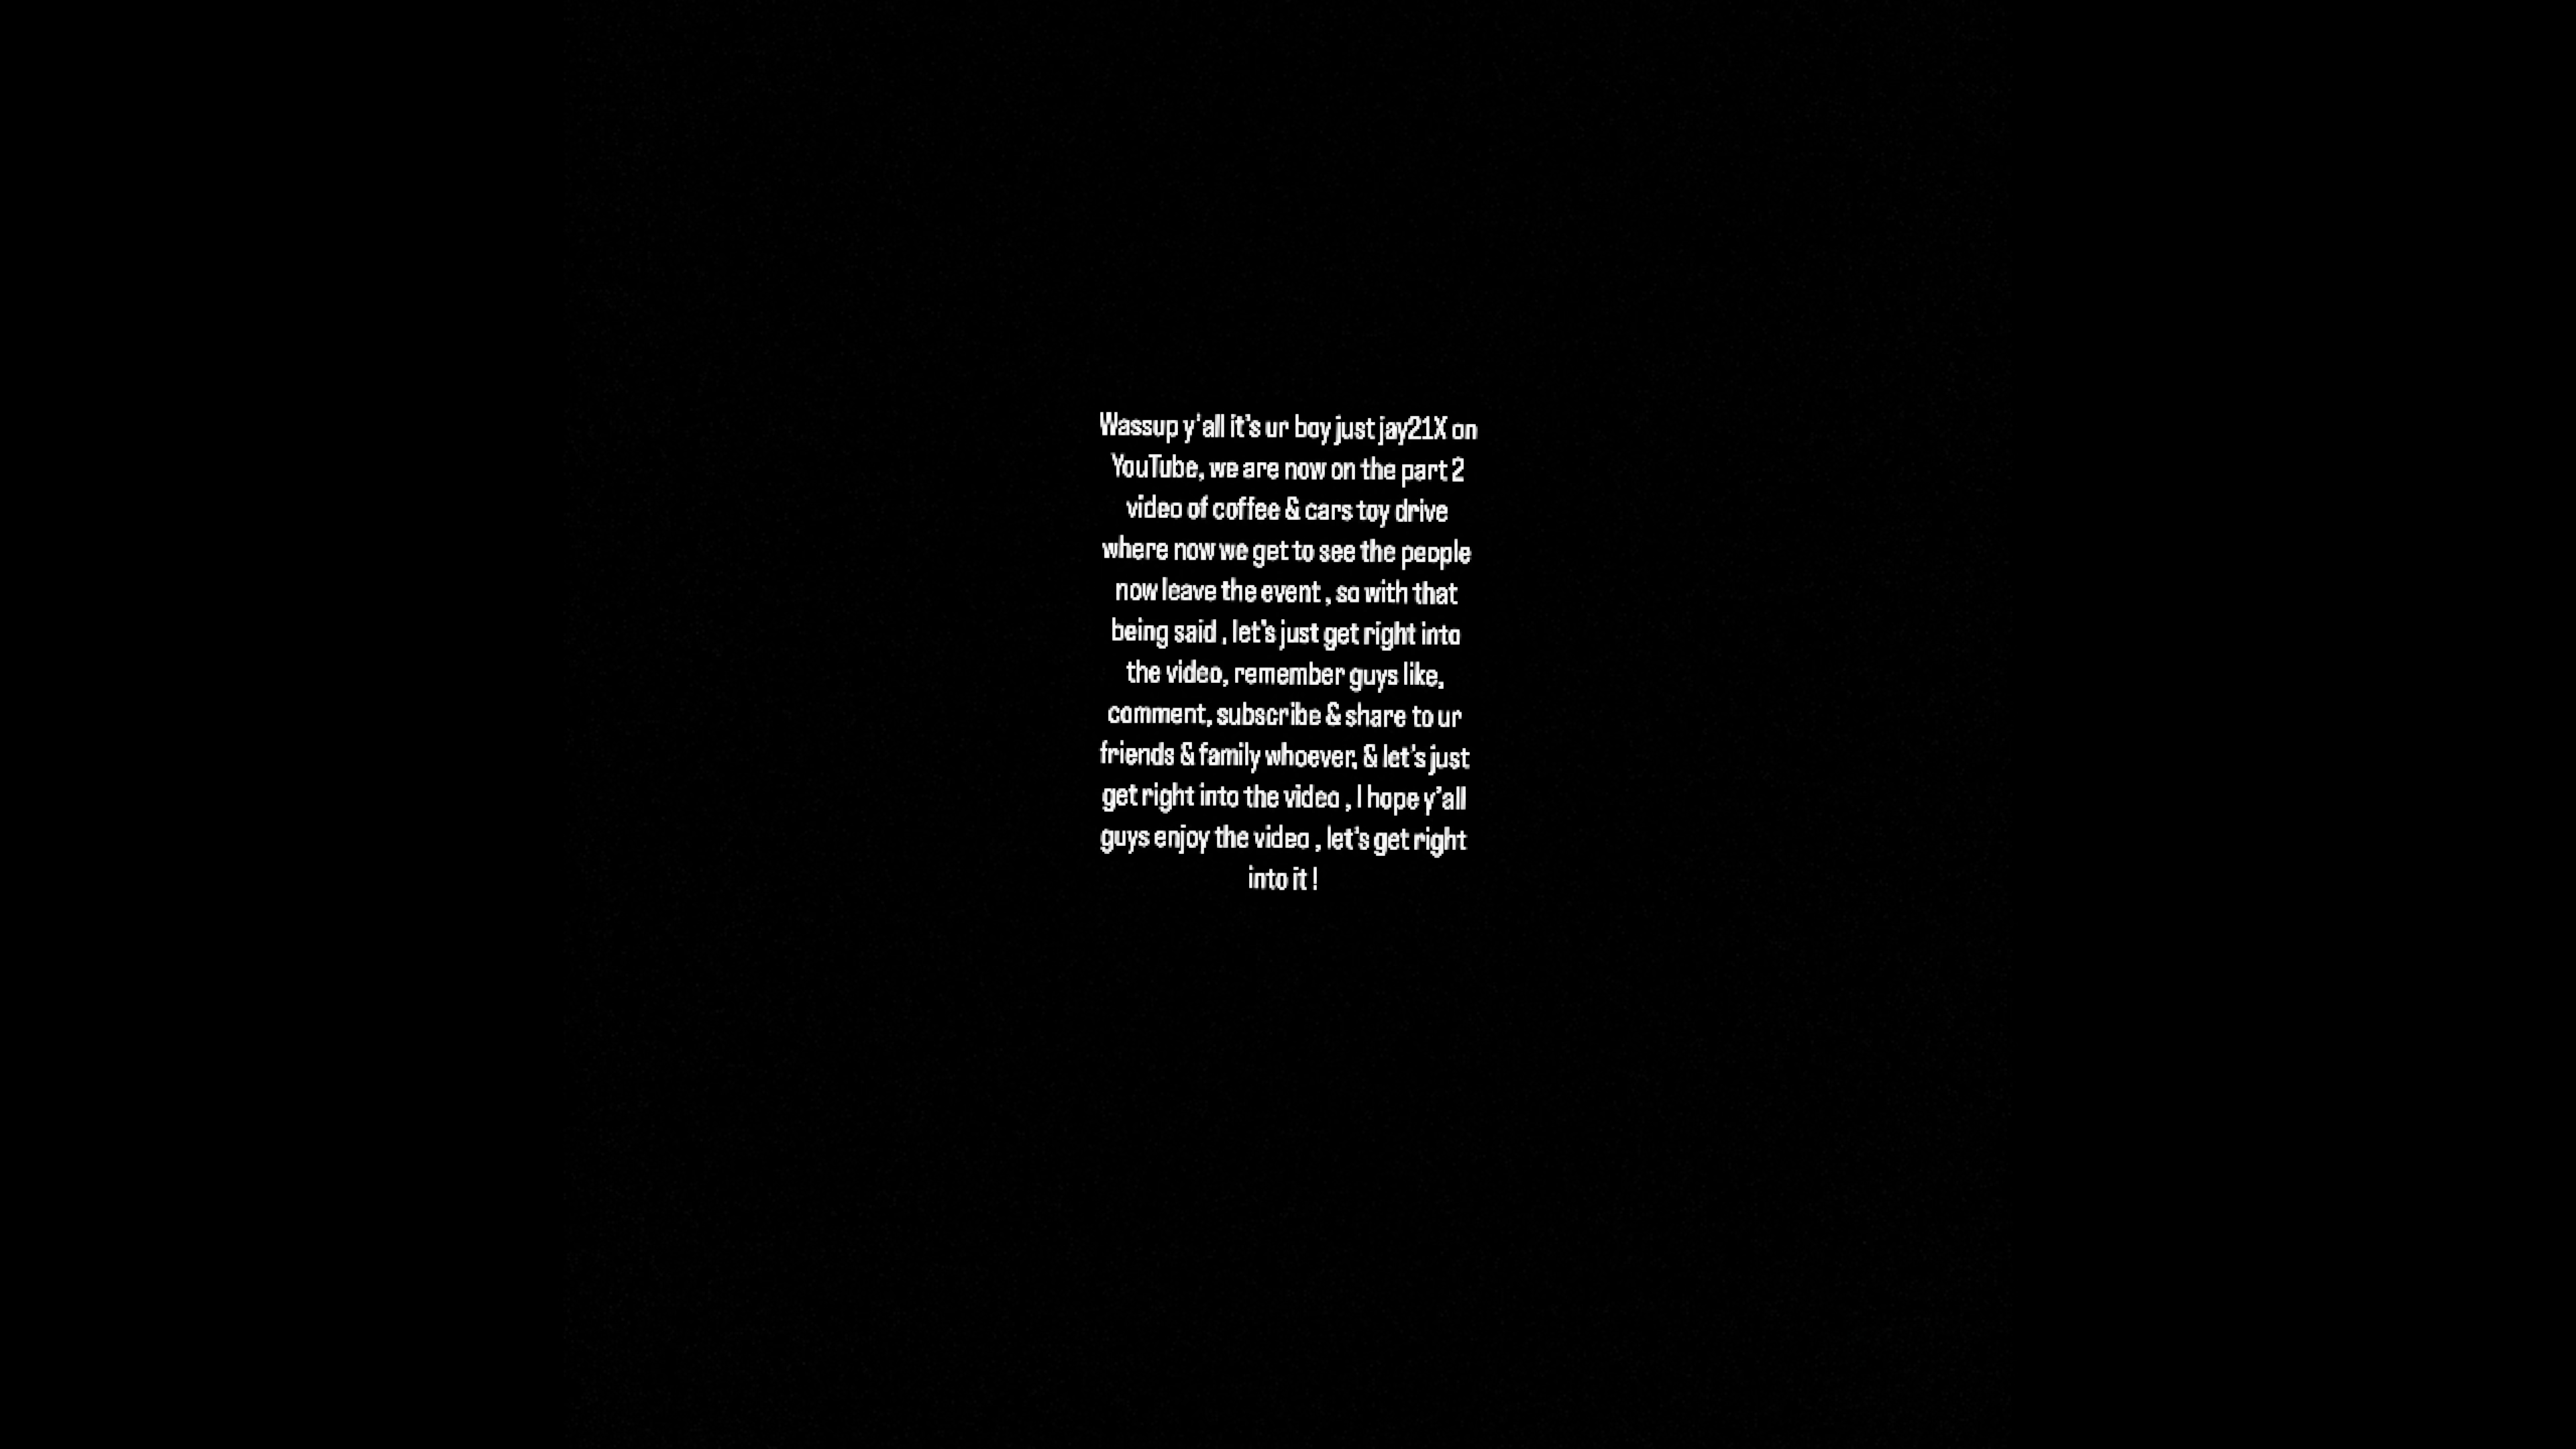 Wassup y'all it's ur boy just jay21X on
YouTube, we are now on the part 2
video of coffee & cars toy drive
where now we get to see the people
now leave the event , so with that
being said , let's just get right into
the video, remember guys like,
comment, subscribe & share to ur
friends & family whoever, & let's just
get right into the video , I hope y'all
guys enjoy the video , let's get right
into it !